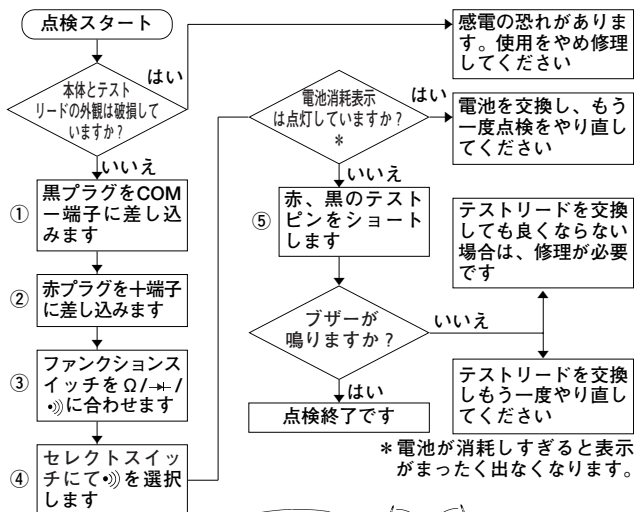 点検スタート
本体とテスト
リードの外観は破損して
いますか？
はい
感電の恐れがありま
す。使用をやめ修理
してください
いいえ
① 黒プラグをCOM
ー端子に差し込
みます
② 赤プラグを＋端子
に差し込みます
③ ファンクションス
イッチを Ω/ /
に合わせます
④ セレクトスイッ
チにて を選択
します
電池消耗表示
は点灯していますか？
＊
はい
電池を交換し、もう
一度点検をやり直し
てください
いいえ
⑤ 赤、黒のテスト
ピンをショート
します
ブザーが
鳴りますか？
いいえ
テストリードを交換
しても良くならない
場合は、修理が必要
です
テストリードを交換
しもう一度やり直し
てください
はい
点検終了です
＊電池が消耗しすぎると表示
がまったく出なくなります。